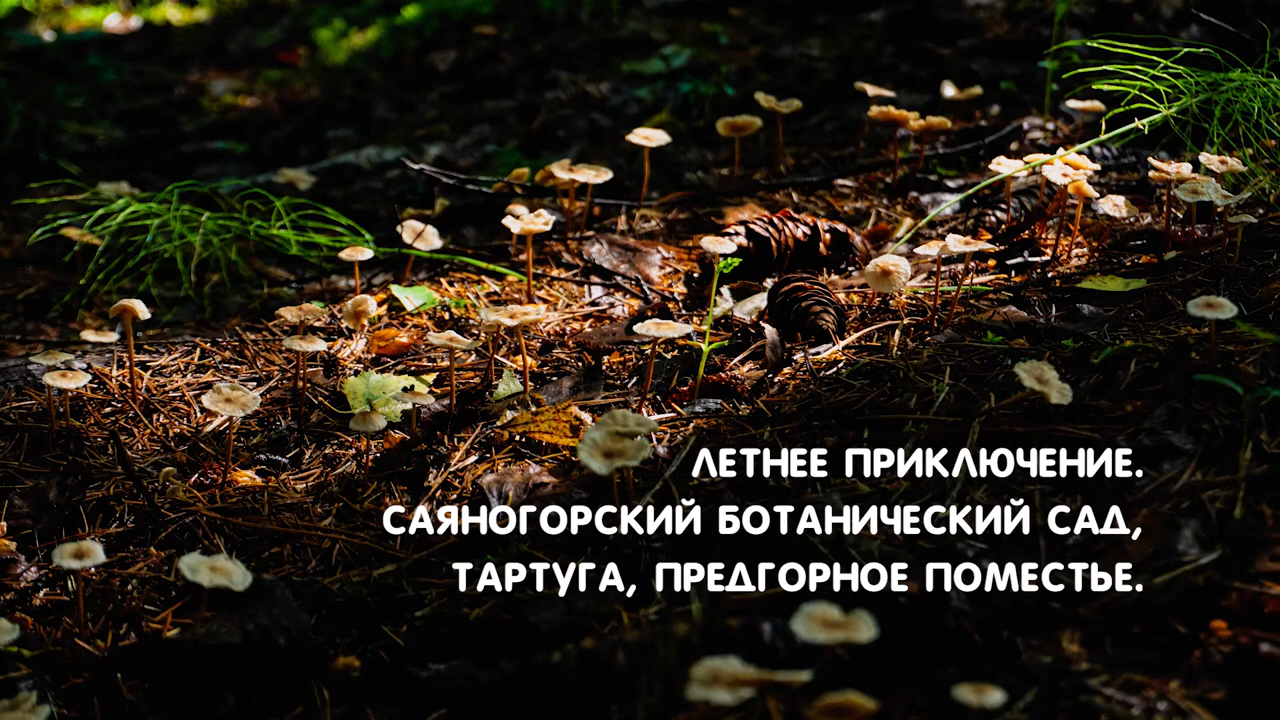 ЛЕТНЕЕ ПРИКЛЮЧЕНИЕ.
САЯНОГОРСКИЙ БОТАНИЧЕСКИЙ САД,
ТАРТУГА, ПРЕДГОРНОЕ ПОМЕСТЬЕ.